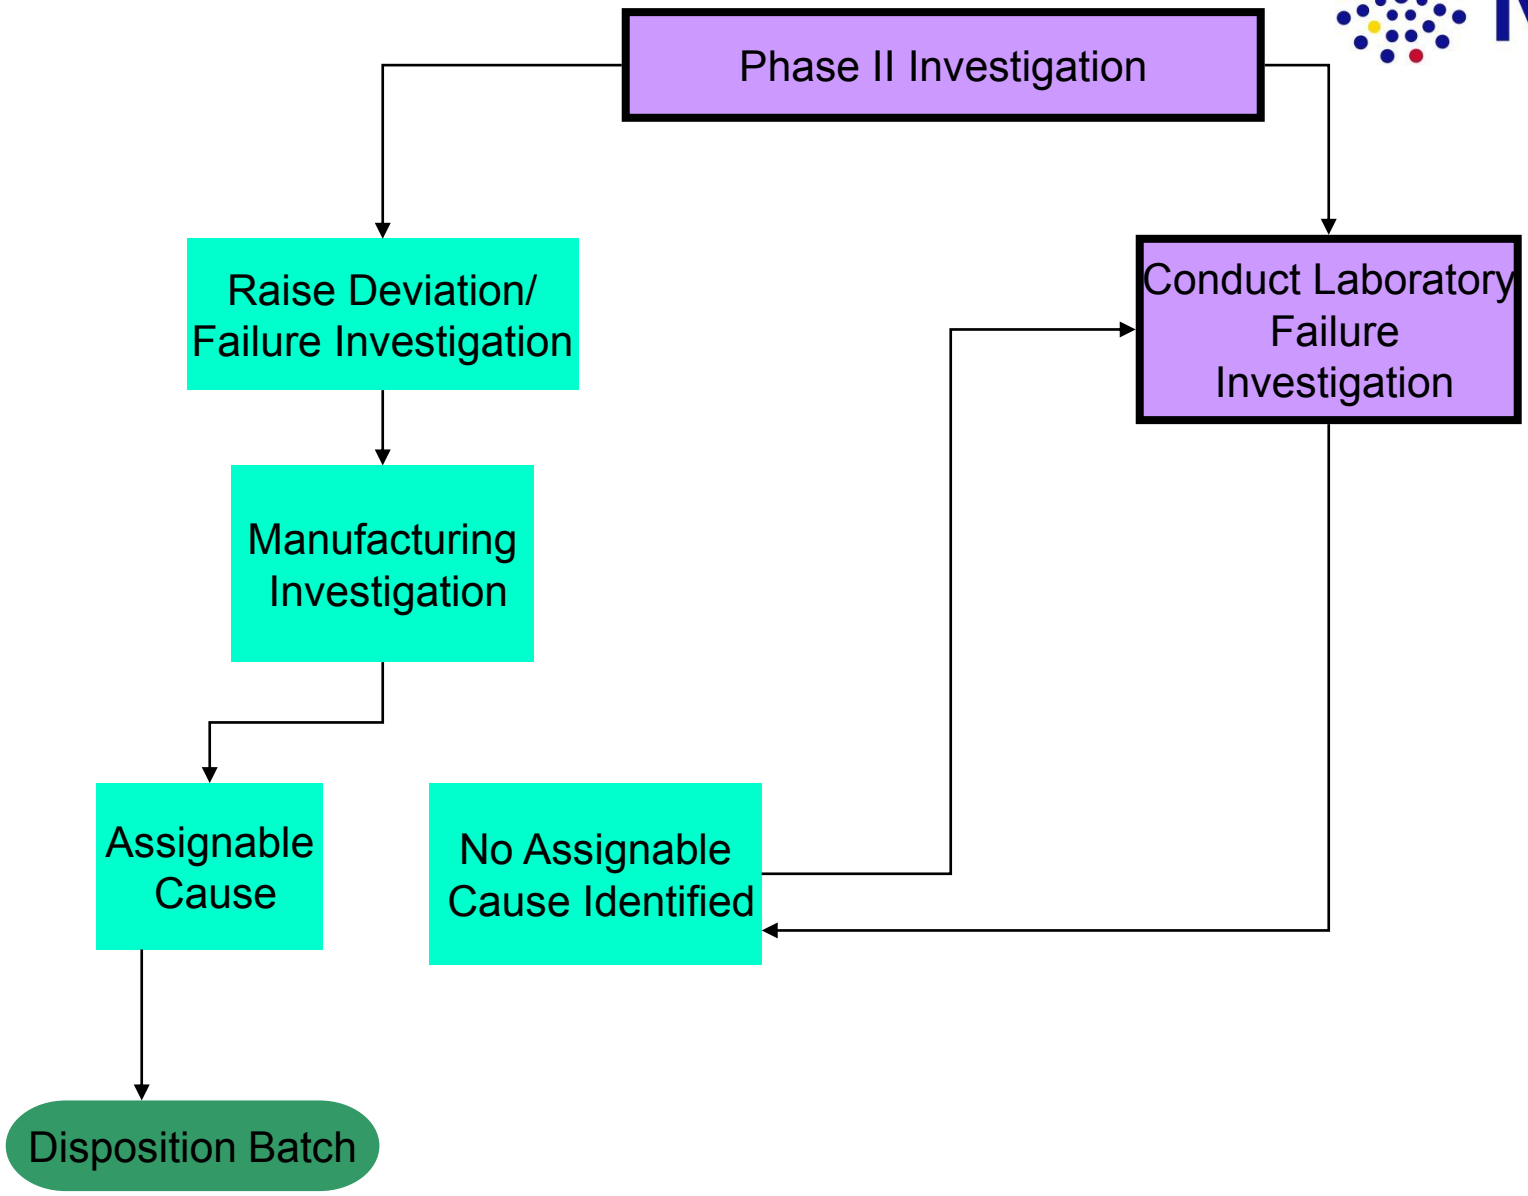 Phase II Investigation
Raise Deviation/
Failure Investigation
Conduct Laboratory
Failure
Investigation
Manufacturing
Investigation
Assignable
Cause
No Assignable
Cause Identified
Disposition Batch